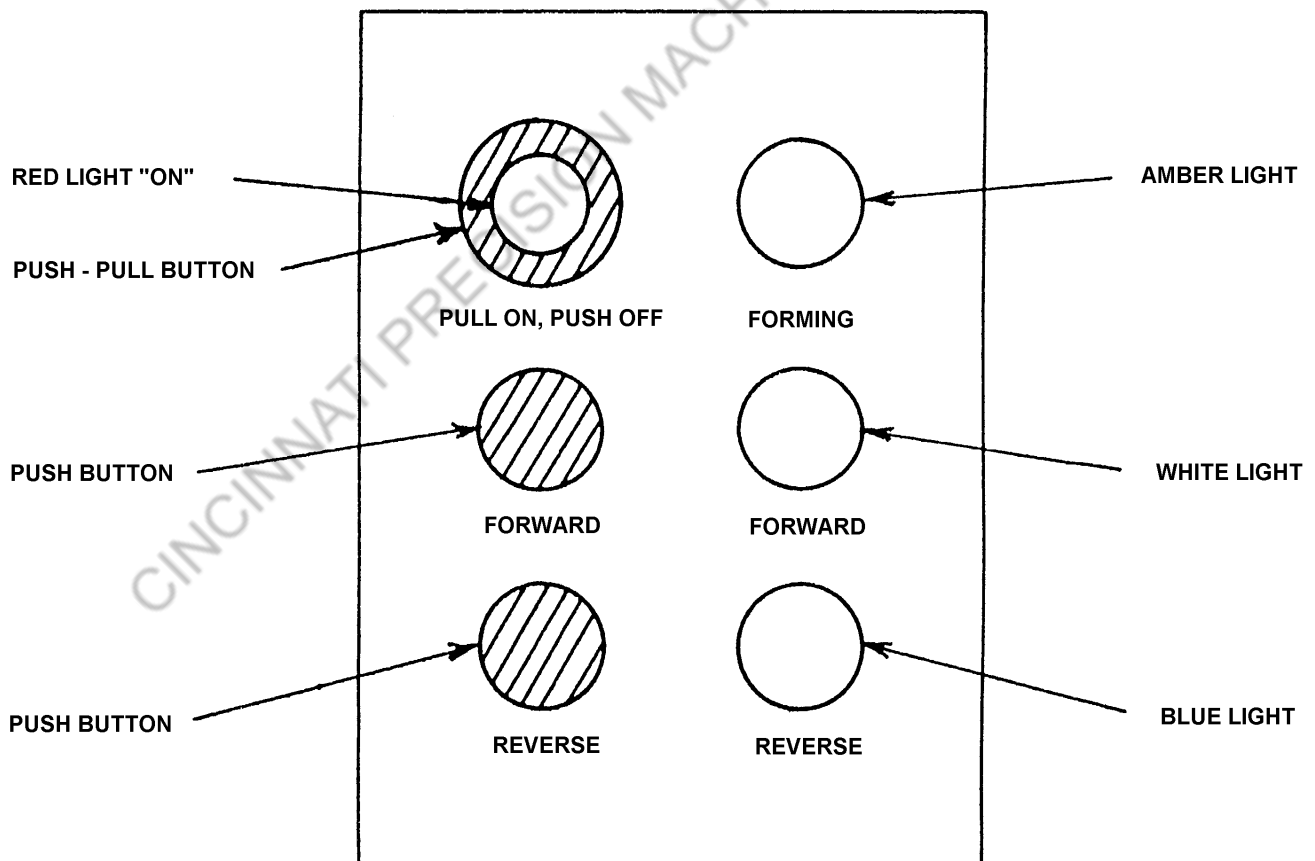 RED LIGHT "ON"
AMBER LIGHT
PUSH - PULL BUTTON
PULL ON, PUSH OFF
FORMING
PUSH BUTTON
WHITE LIGHT
FORWARD
FORWARD
PUSH BUTTON
BLUE LIGHT
REVERSE
REVERSE
CINCINNATI PRECISION